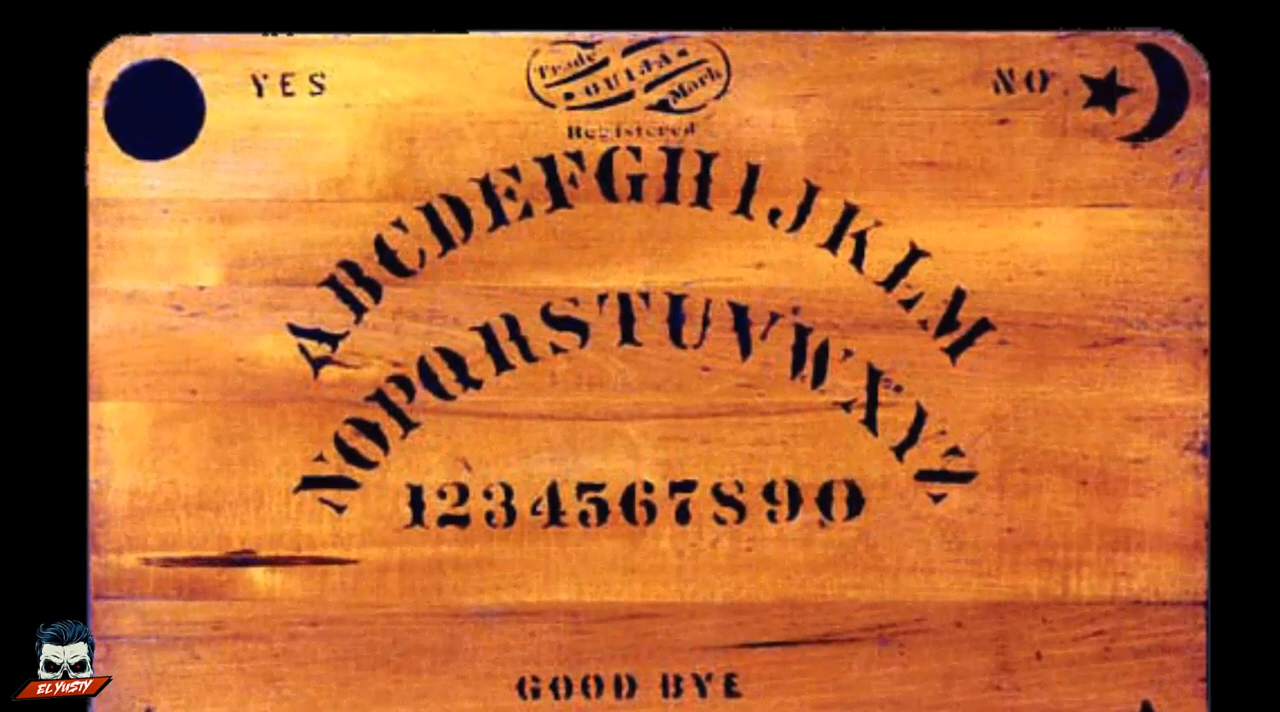 YES
Trade
OUIJA
Mark
Registered
NO
ABCDEFGHIJKLM
NOPQRSTUVWXYZ
1234567890
GOOD BYE
EL YUSTY